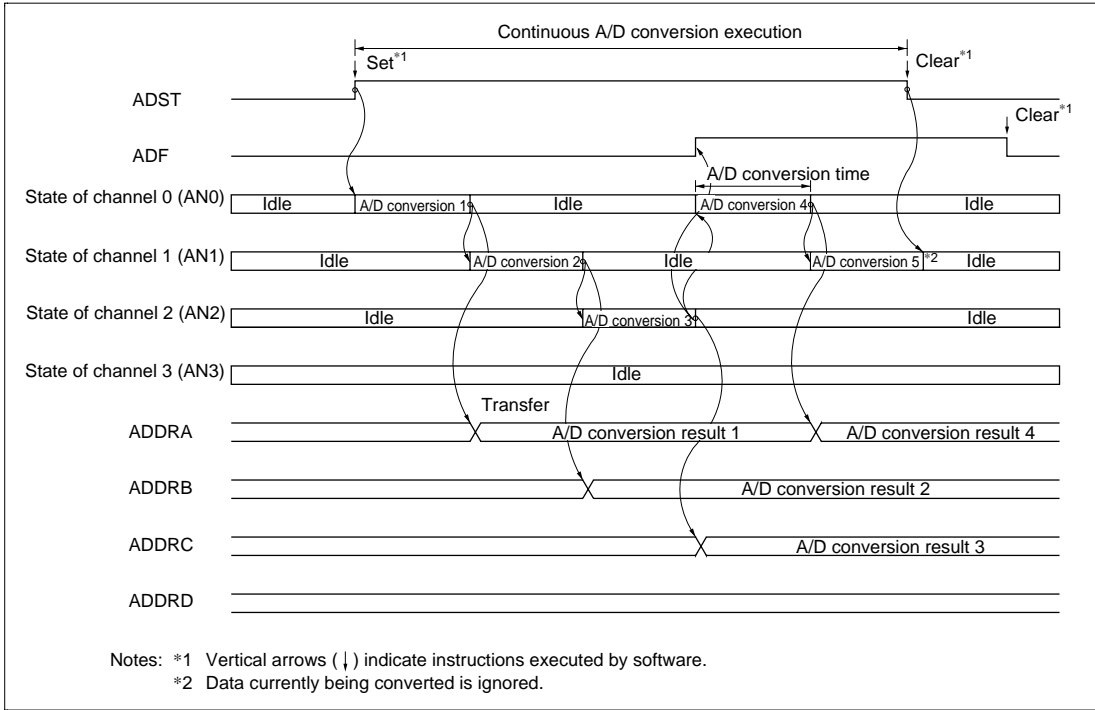 Continuous A/D conversion execution
Set*1 Clear*1
ADST
Clear*1
ADF
A/D conversion time
State of channel 0 (AN0) Idle A/D conversion 1 Idle A/D conversion 4 Idle
State of channel 1 (AN1) Idle A/D conversion 2 Idle A/D conversion 5 *2 Idle
State of channel 2 (AN2) Idle A/D conversion 3 Idle
State of channel 3 (AN3) Idle
Transfer
ADDRA A/D conversion result 1 A/D conversion result 4
ADDRB A/D conversion result 2
ADDRC A/D conversion result 3
ADDRD
Notes: *1 Vertical arrows (↓) indicate instructions executed by software.
*2 Data currently being converted is ignored.